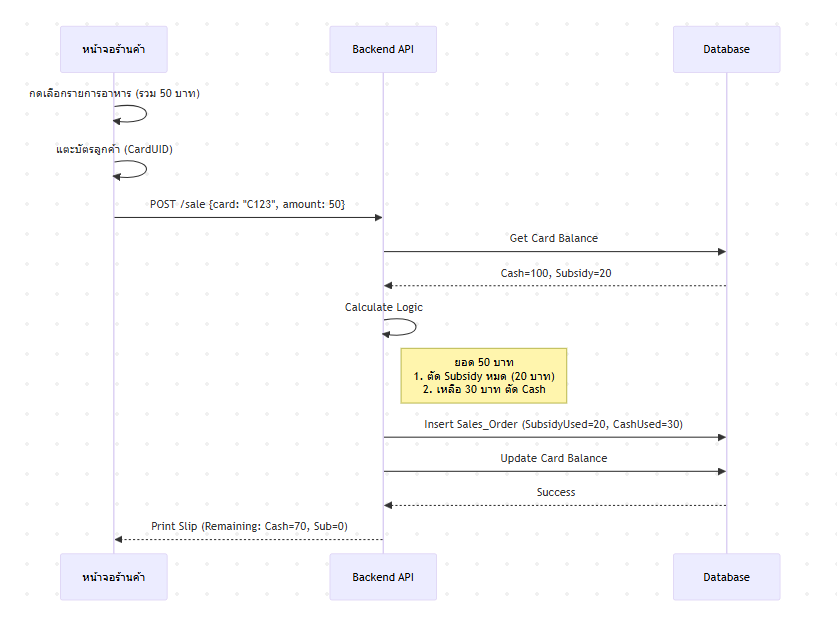 หน้าจอร้านค้า
Backend API
Database
กดเลือกรายการอาหาร (รวม 50 บาท)
แตะบัตรลูกค้า (CardUID)
POST /sale {card: "C123", amount: 50}
Get Card Balance
Cash=100, Subsidy=20
Calculate Logic
ยอด 50 บาท
1. ตัด Subsidy หมด (20 บาท)
2. เหลือ 30 บาท ตัด Cash
Insert Sales_Order (SubsidyUsed=20, CashUsed=30)
Update Card Balance
Success
Print Slip (Remaining: Cash=70, Sub=0)
หน้าจอร้านค้า
Backend API
Database